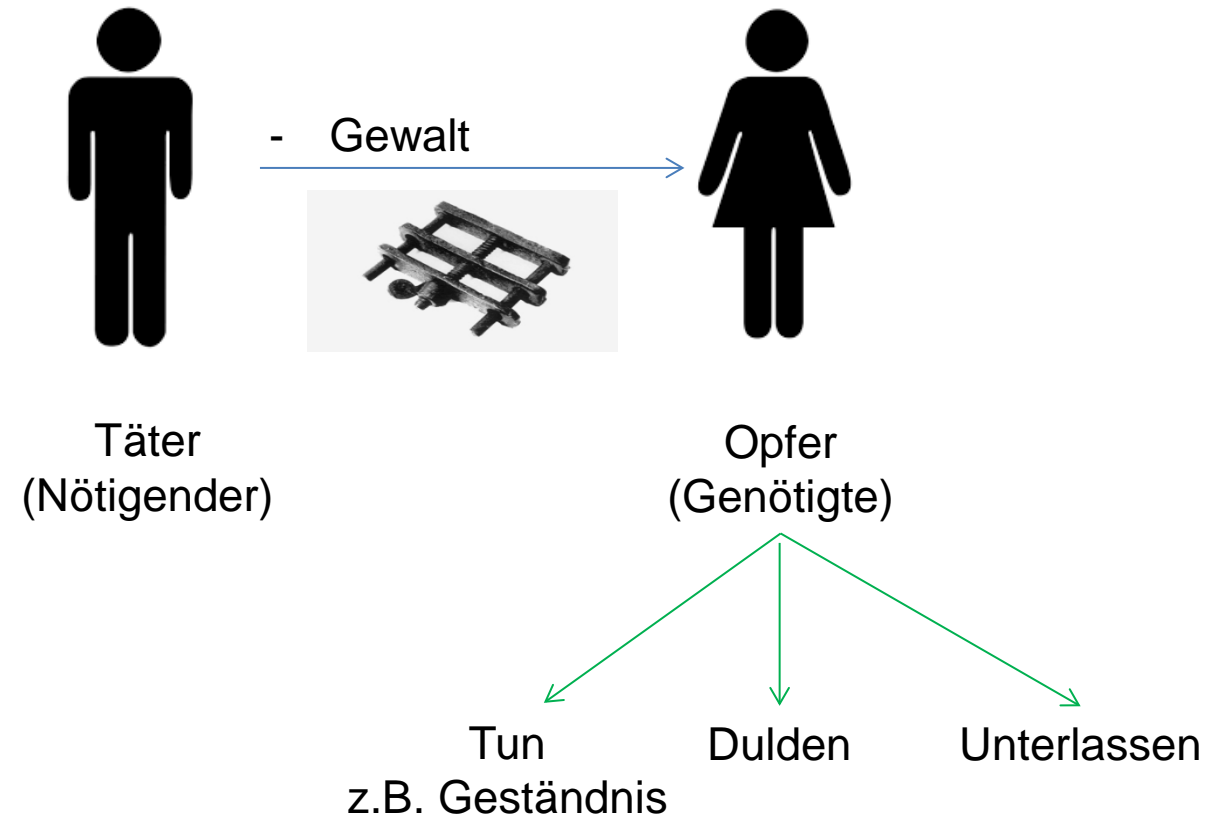 - Gewalt
Täter
(Nötigender)
Opfer
(Genötigte)
Tun
z.B. Geständnis
Dulden
Unterlassen